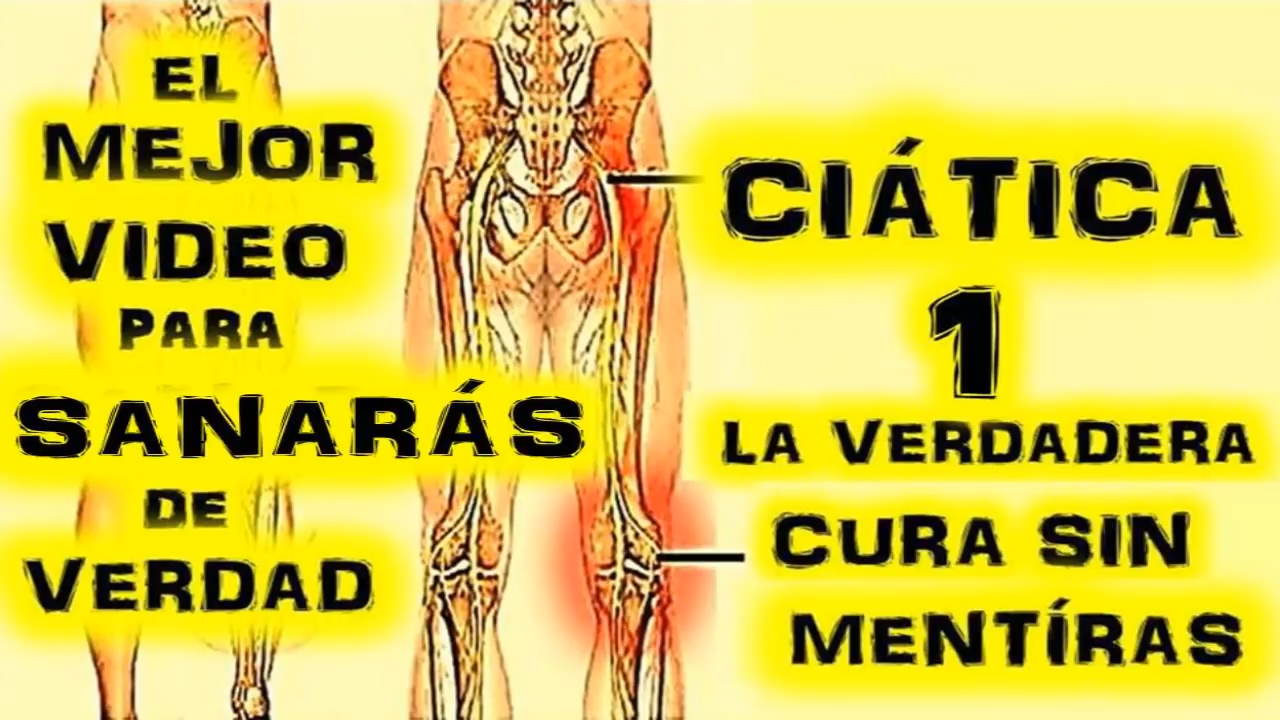 EL
MEJOR
VIDEO
PARA
SANARÁS
DE
VERDAD
CIÁTICA
1
LA VERDADERA
CURA SIN
MENTÍRAS